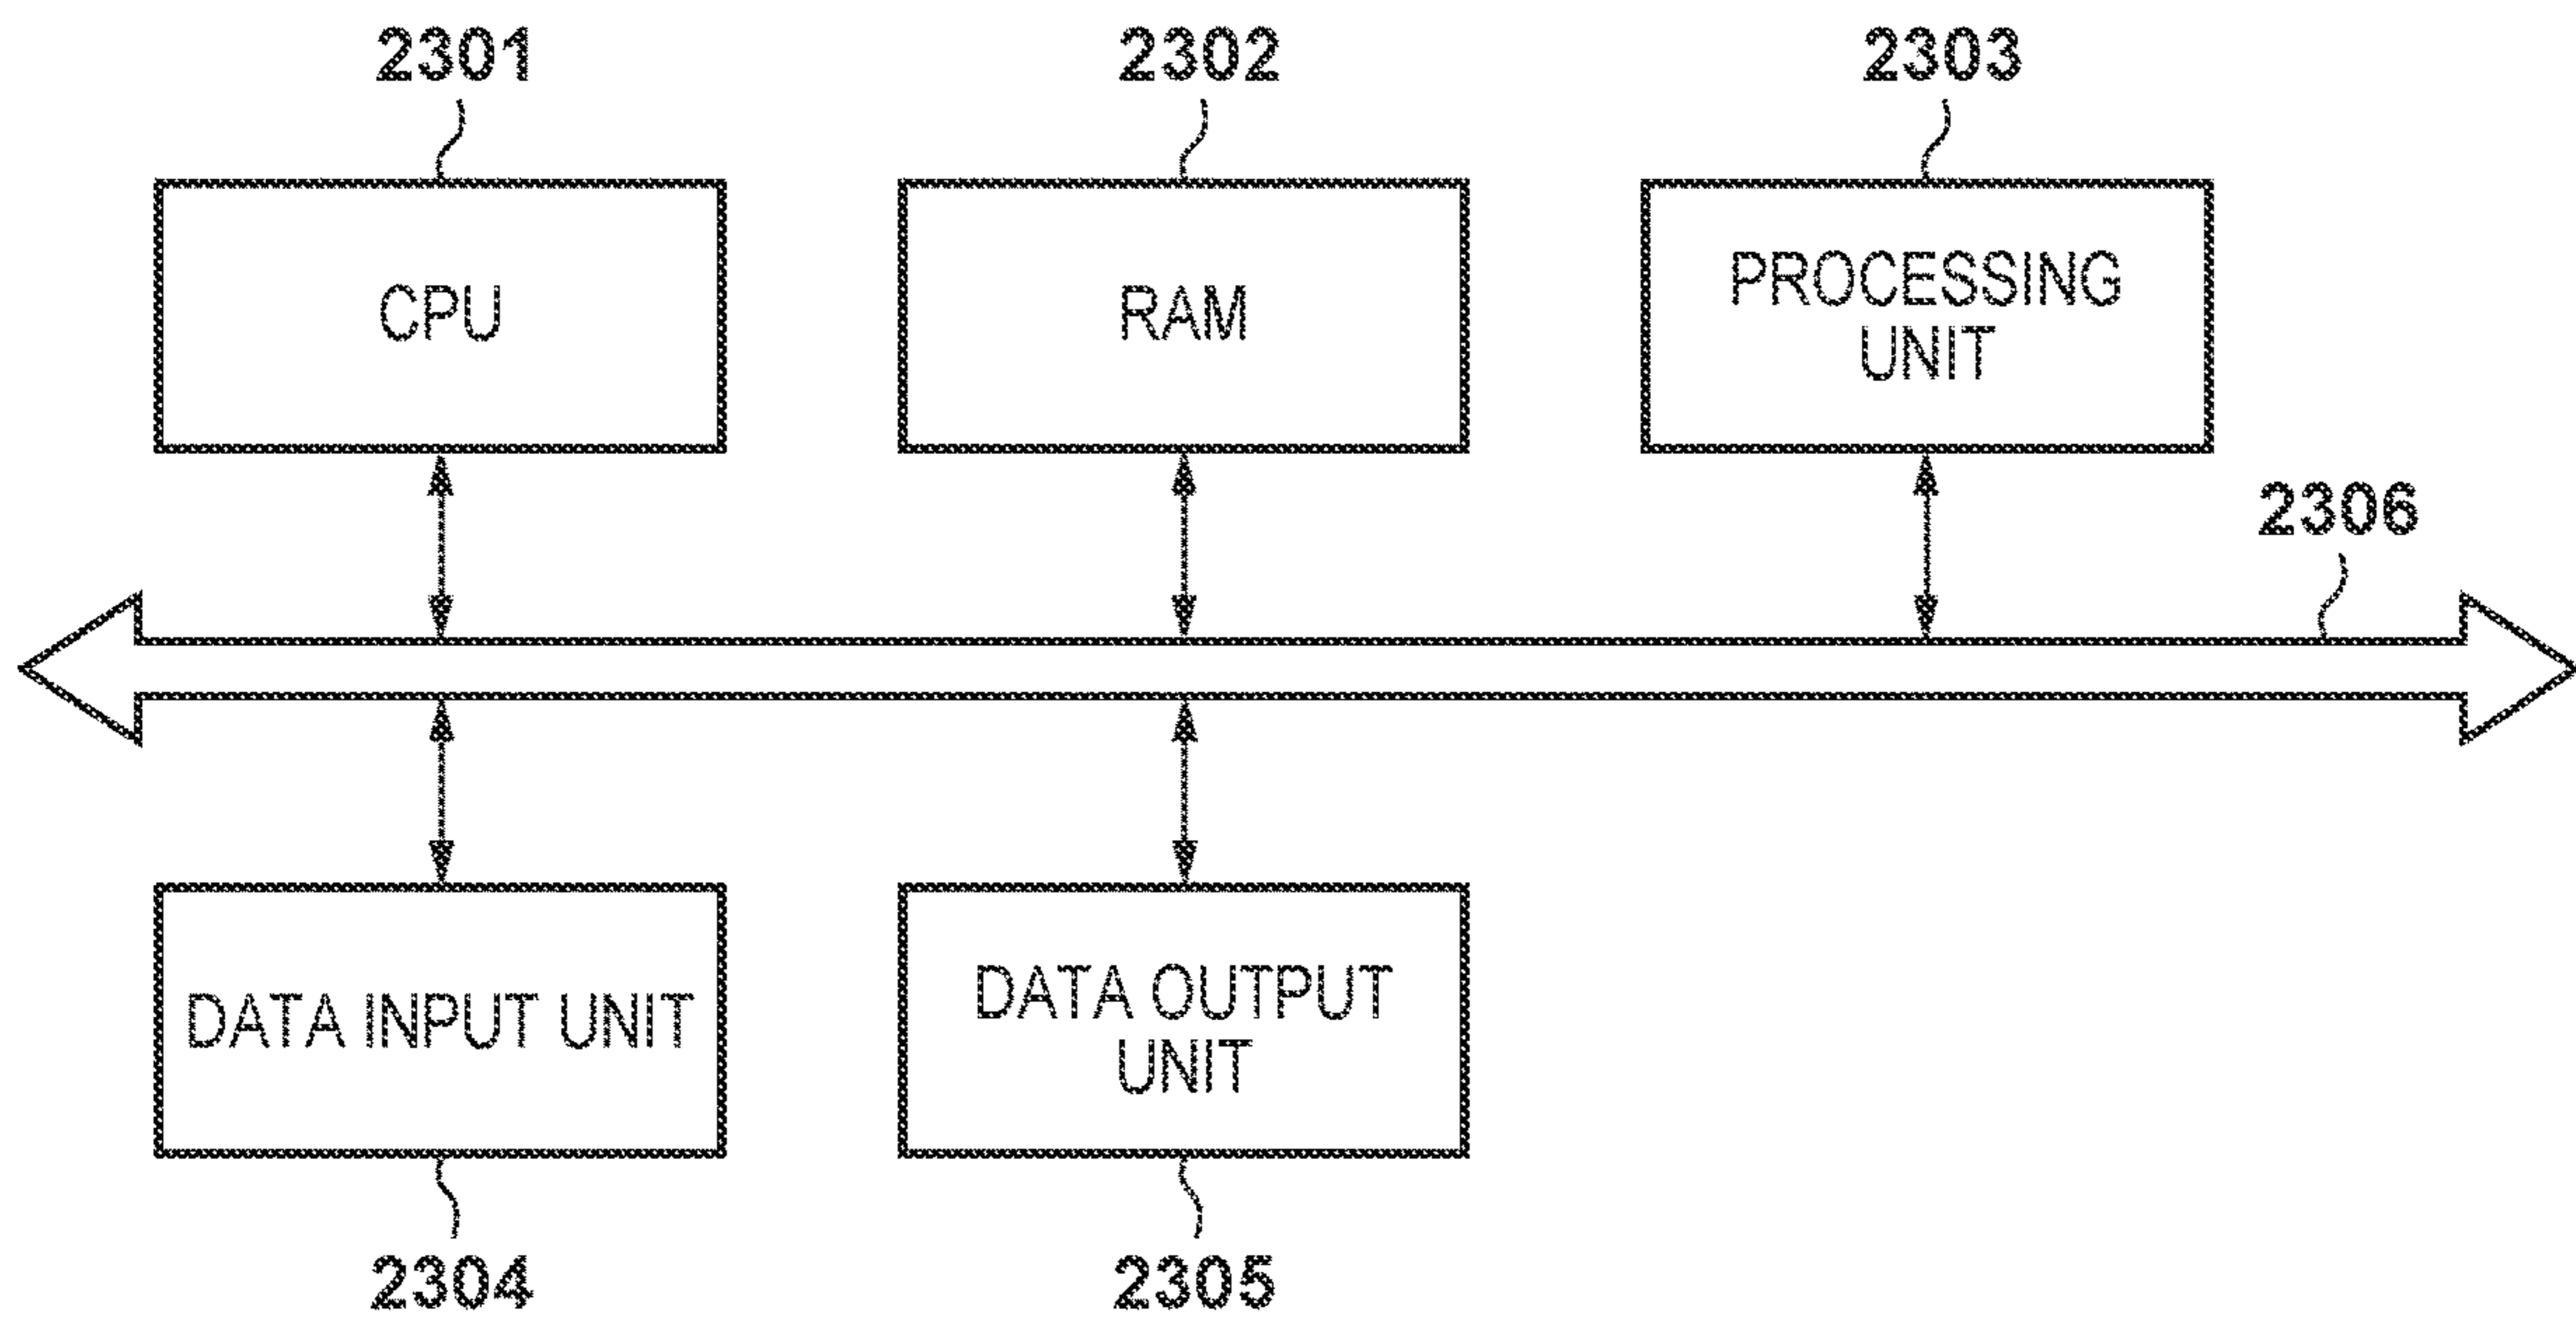 2301
2302
2303
CPU
RAM
PROCESSING
UNIT
2306
DATA INPUT UNIT
DATA OUTPUT
UNIT
2304
2305